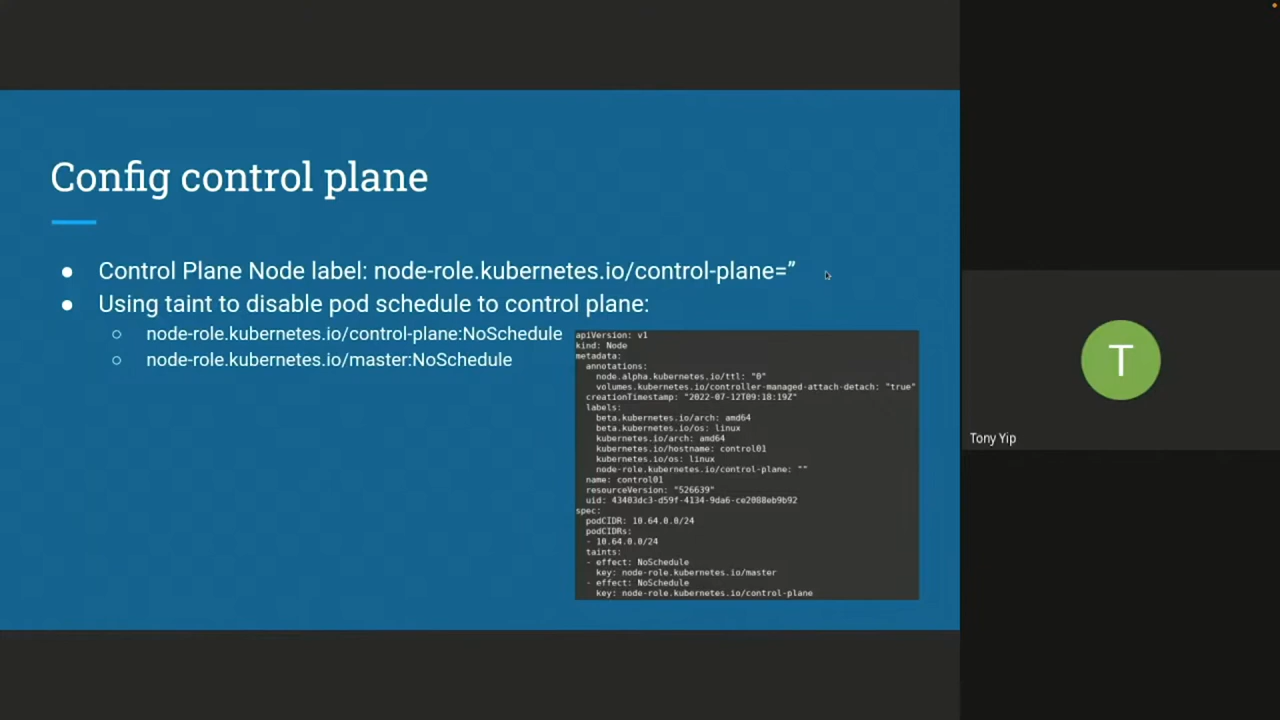 Config control plane
● Control Plane Node label: node-role.kubernetes.io/control-plane=”
● Using taint to disable pod schedule to control plane:
○ node-role.kubernetes.io/control-plane:NoSchedule
○ node-role.kubernetes.io/master:NoSchedule
apiVersion: v1
kind: Node
metadata:
  annotations:
    node.alpha.kubernetes.io/ttl: "0"
    volumes.kubernetes.io/controller-managed-attach-detach: "true"
  creationTimestamp: "2022-07-12T09:18:19Z"
  labels:
    beta.kubernetes.io/arch: amd64
    beta.kubernetes.io/os: linux
    kubernetes.io/arch: amd64
    kubernetes.io/hostname: control01
    kubernetes.io/os: linux
    node-role.kubernetes.io/control-plane: ""
  name: control01
  resourceVersion: "526639"
  uid: 43403dc3-d59f-4134-9da6-ce2088eb9b92
spec:
  podCIDR: 10.64.0.0/24
  podCIDRs:
  - 10.64.0.0/24
  taints:
  - effect: NoSchedule
    key: node-role.kubernetes.io/master
  - effect: NoSchedule
    key: node-role.kubernetes.io/control-plane
T
Tony Yip